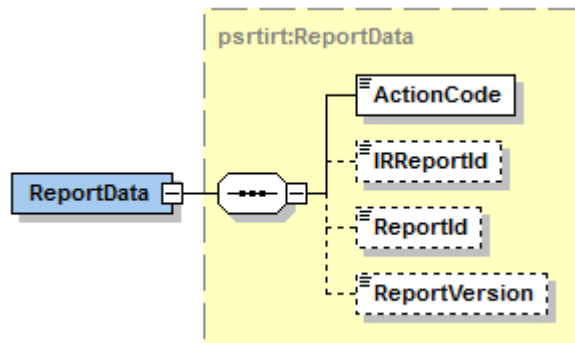 psrtirt:ReportData
ActionCode
IRReportId
ReportData
ReportId
ReportVersion